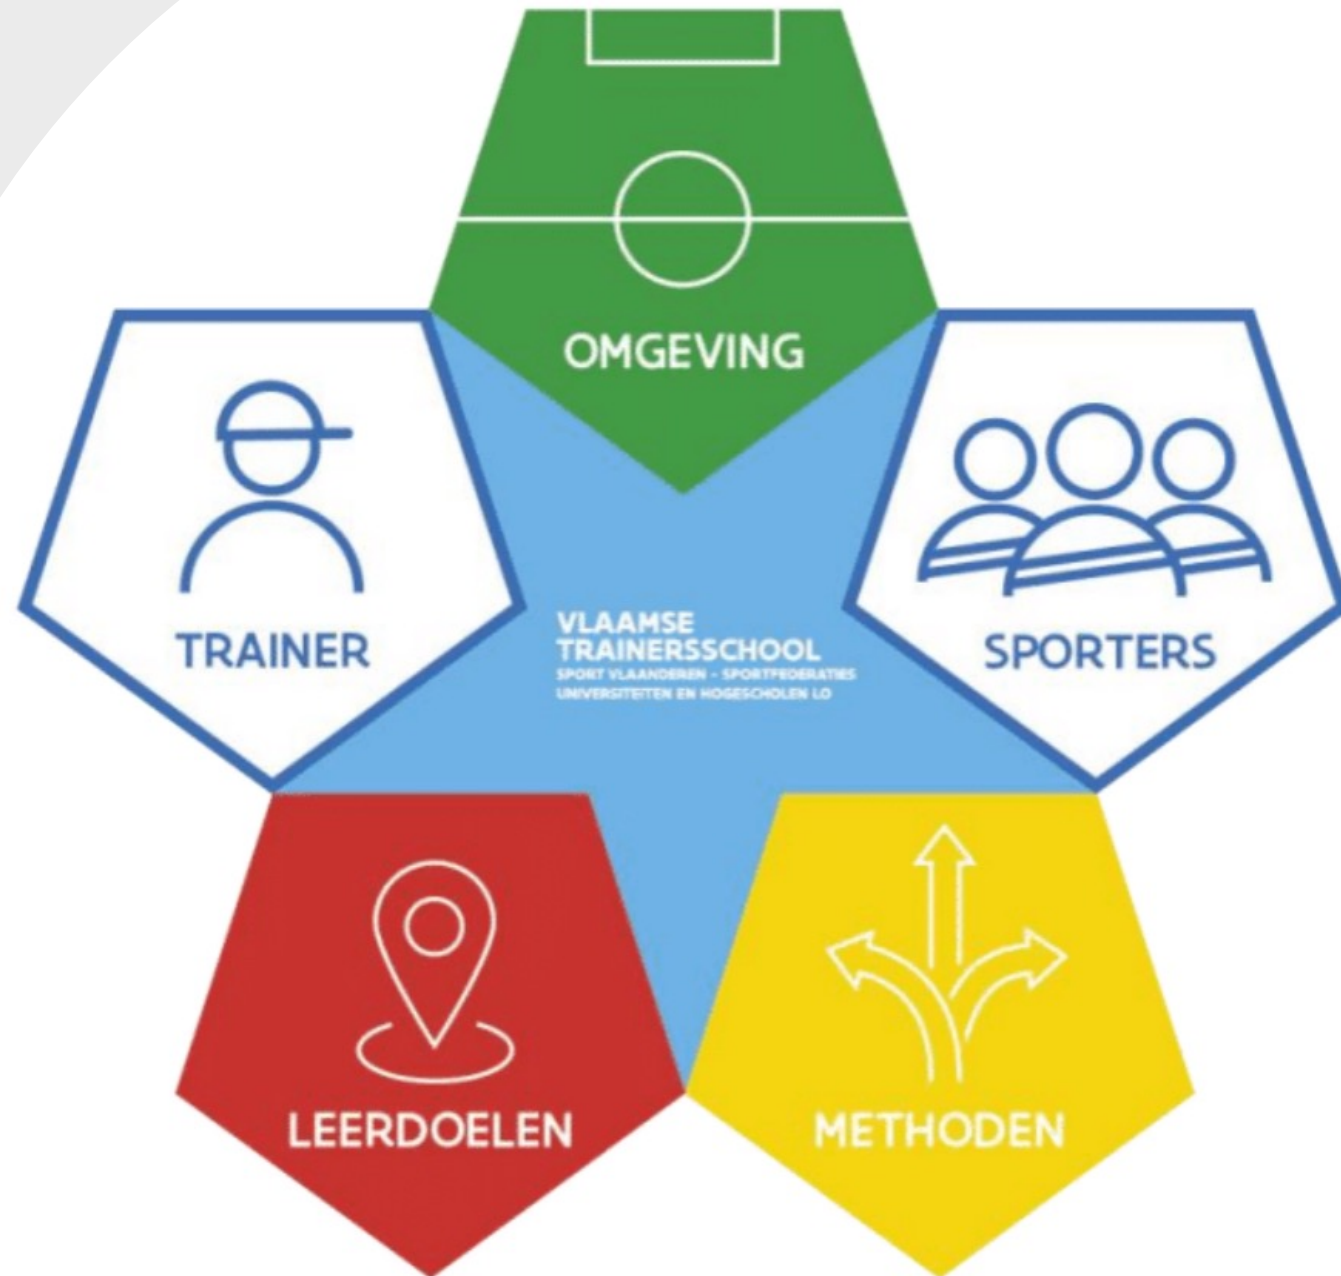 OMGEVING
TRAINER
SPORTERS
VLAAMSE
TRAINERSSCHOOL
SPORT VLAANDEREN - SPORTFEDERATIES
UNIVERSITEITEN EN HOGESCHOLEN LO
LEERDOELEN
METHODEN